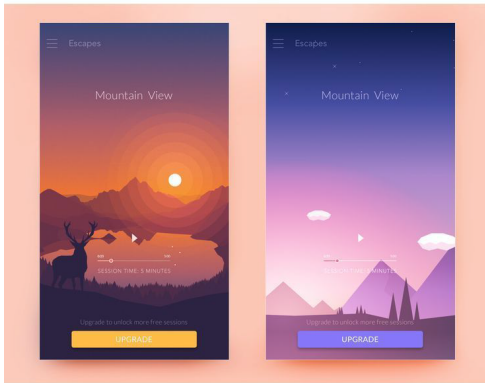 Escapes
Mountain View
SESSION TIME: 3 MINUTES
Upgrade to unlock more free sessions
UPGRADE
Escapes
Mountain View
Upgrade to unlock more free sessions
UPGRADE